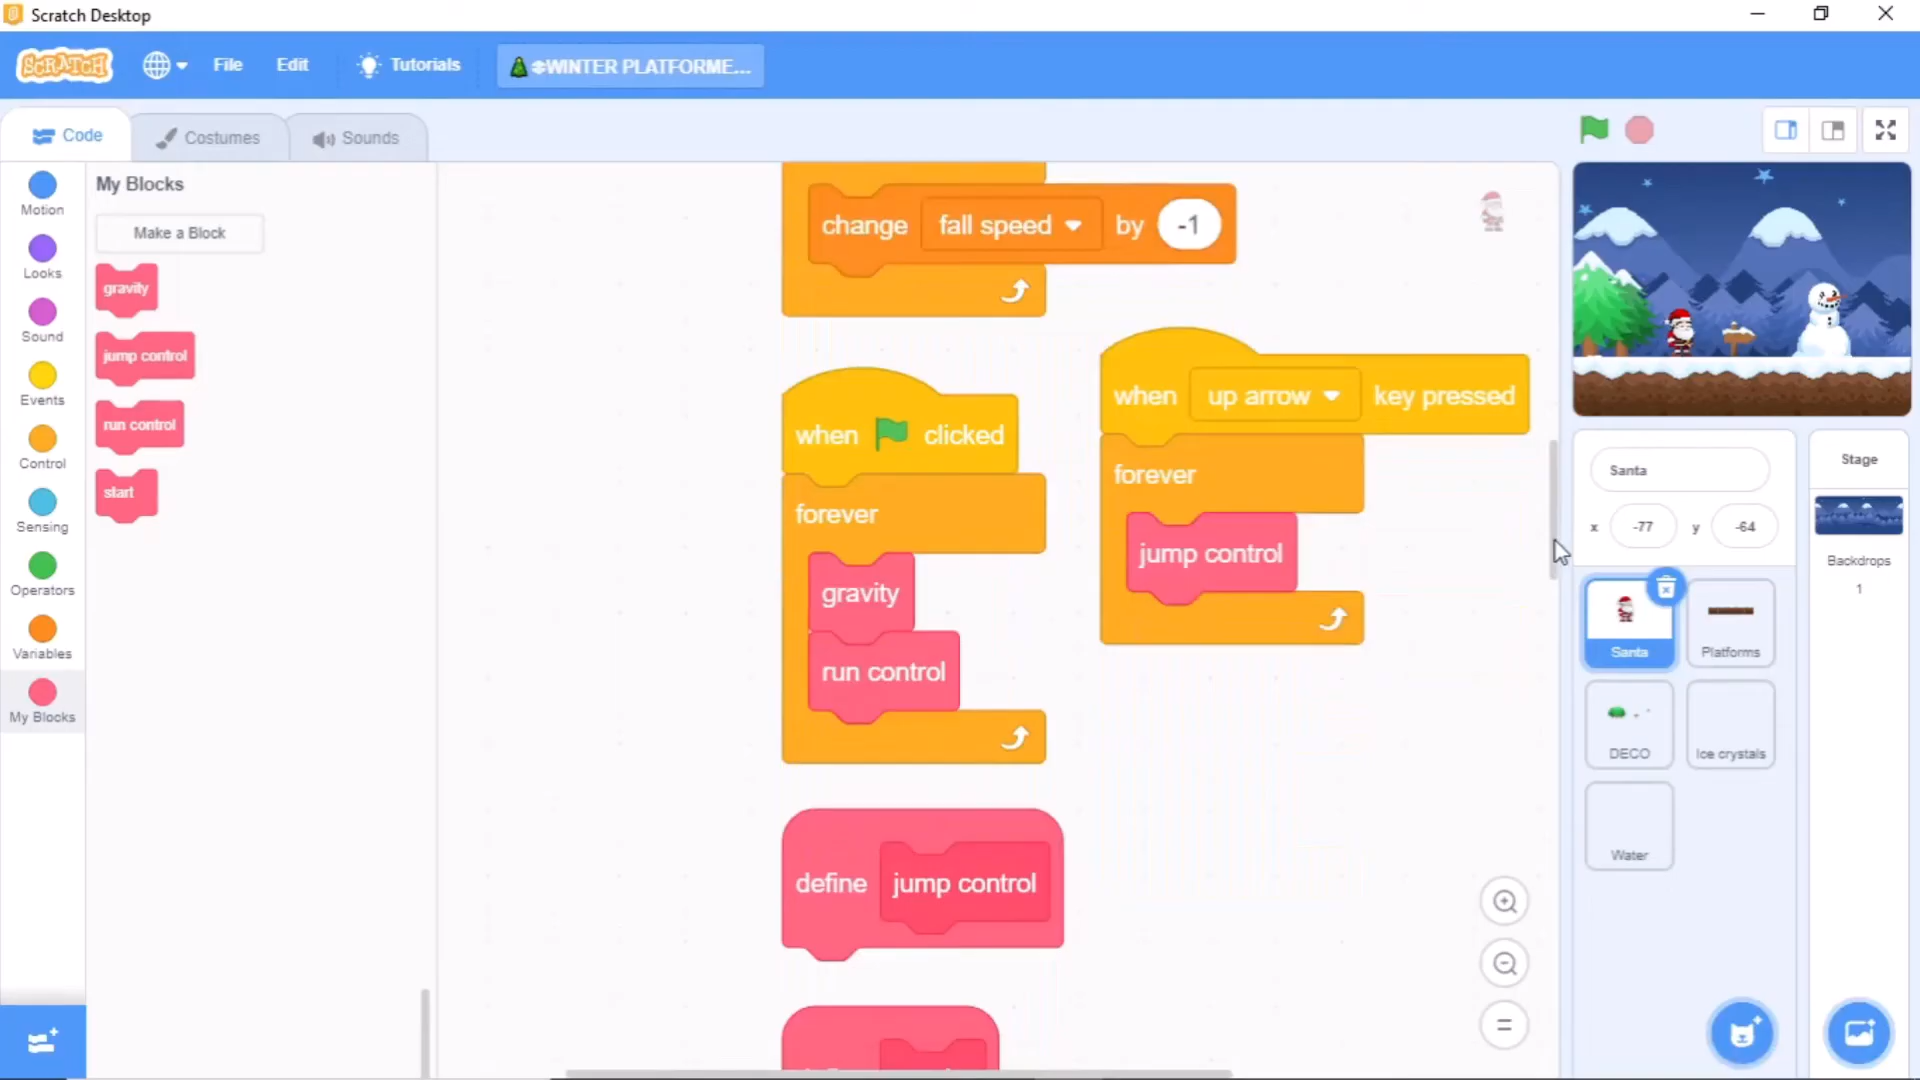 Scratch Desktop
SCRATCH
File
Edit
Tutorials
WINTER PLATFORME...
Code
Costumes
Sounds
Motion
Looks
Sound
Events
Control
Sensing
Operators
Variables
My Blocks
My Blocks
Make a Block
gravity
jump control
run control
start
change fall speed by -1
when clicked
forever
gravity
run control
when up arrow key pressed
forever
jump control
define jump control
Santa
x -77 y -64
Santa
Platforms
DECO
Ice crystals
Water
Stage
Backdrops
1